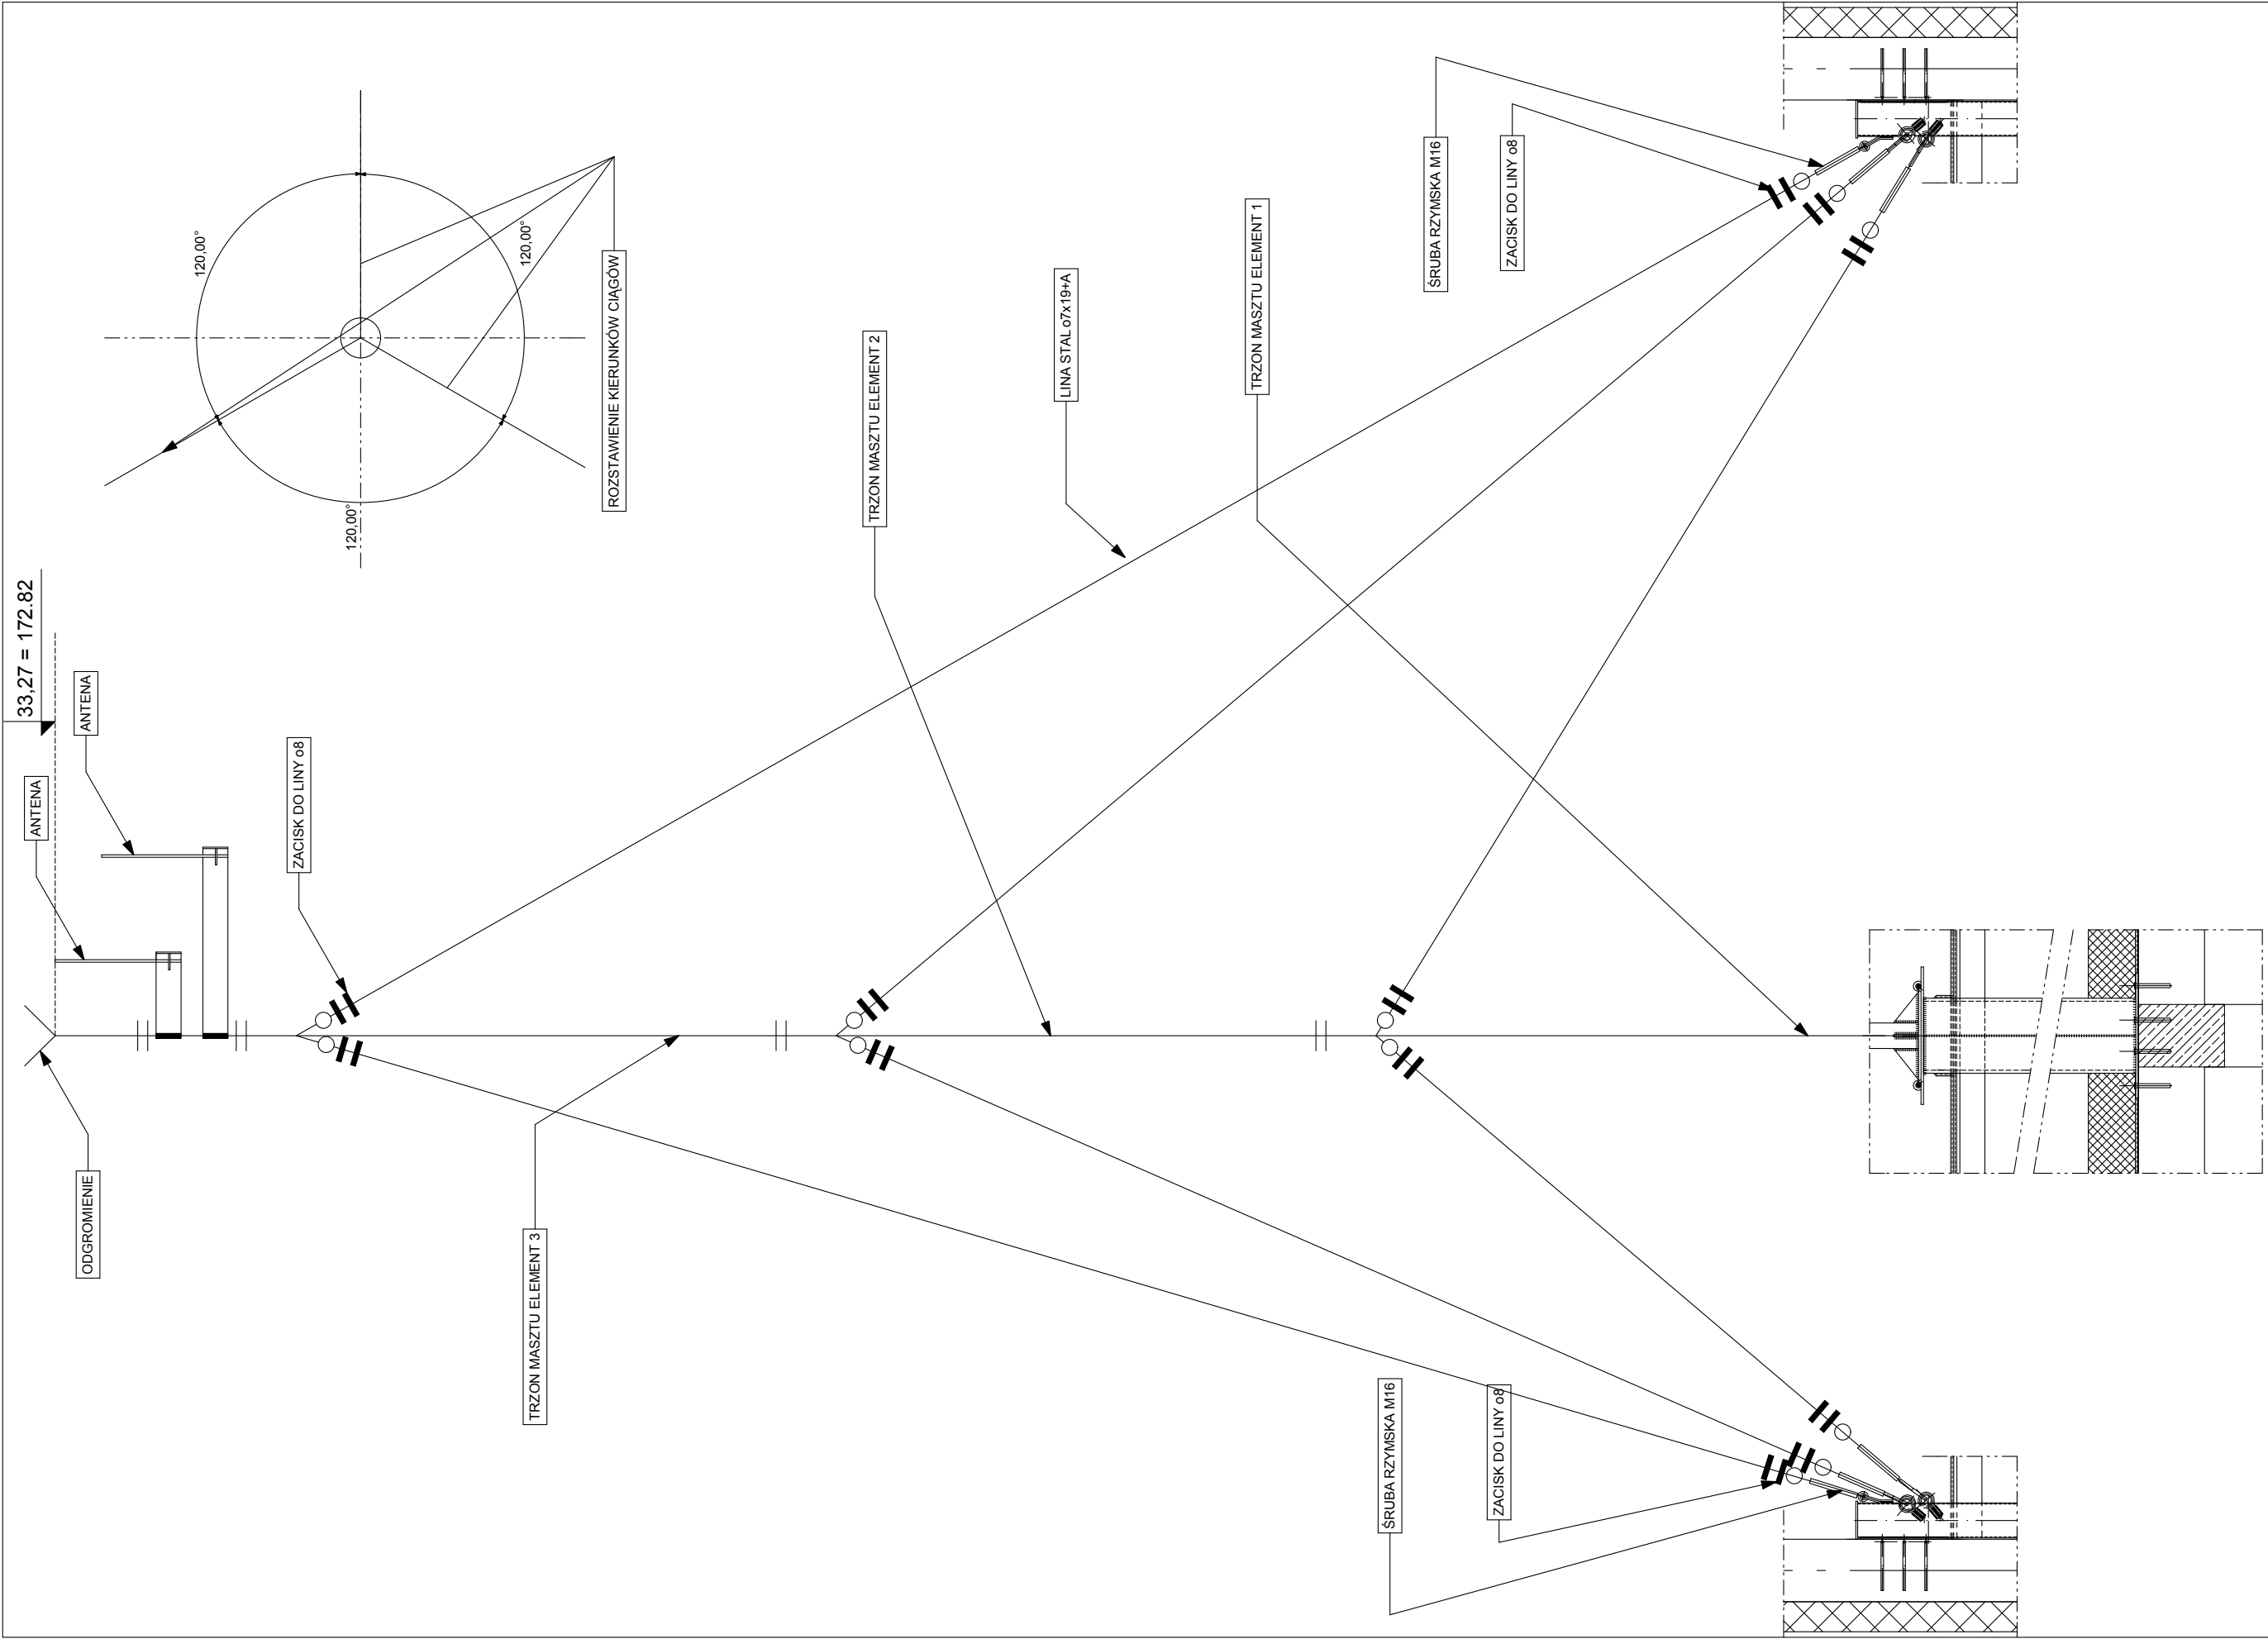 33,27 = 172.82
ANTENA
ANTENA
ODGROMIENIE
ZACISK DO LINY o8
120,00°
120,00°
120,00°
ROZSTAWIENIE KIERUNKÓW CIĄGÓW
TRZON MASZTU ELEMENT 3
TRZON MASZTU ELEMENT 2
LINA STAL o7x19+A
TRZON MASZTU ELEMENT 1
ŚRUBA RZYMSKA M16
ZACISK DO LINY o8
ŚRUBA RZYMSKA M16
ZACISK DO LINY o8